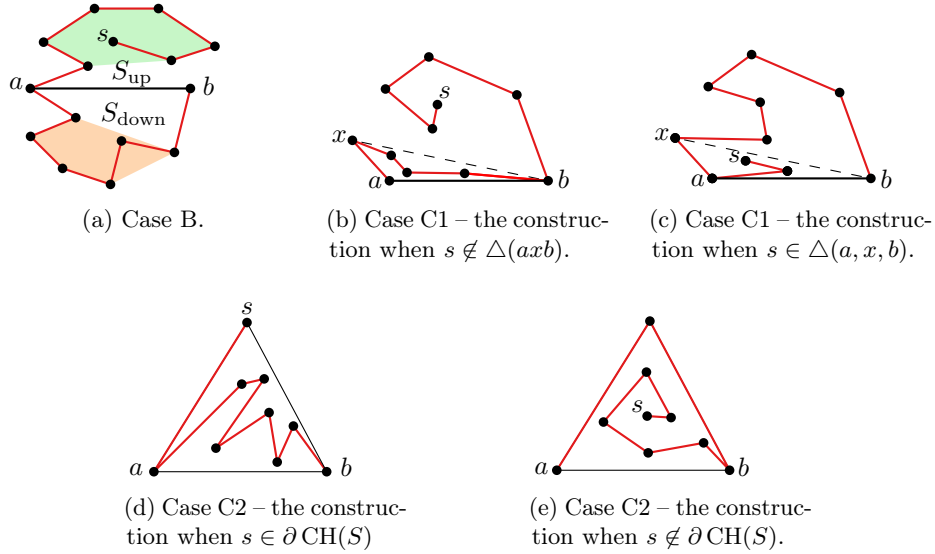 s
a
S_up
b
S_down
(a) Case B.
s
x
a
b
(b) Case C1 – the construc-
tion when s ∉ △(axb).
x
s
a
b
(c) Case C1 – the construc-
tion when s ∈ △(a, x, b).
s
a
b
(d) Case C2 – the construc-
tion when s ∈ ∂ CH(S)
s
a
b
(e) Case C2 – the construc-
tion when s ∉ ∂ CH(S).